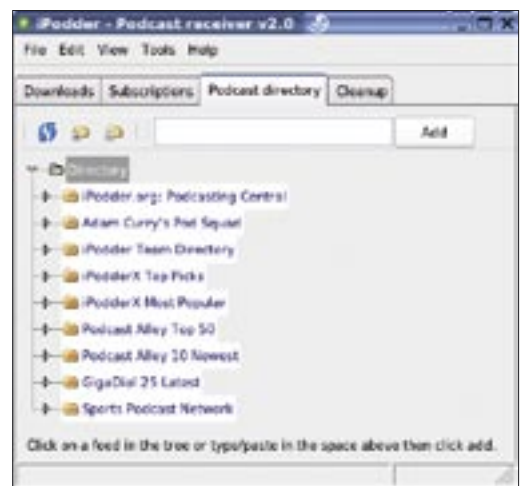 iPodder - Podcast receiver v2.0
File Edit View Tools Help
Downloads Subscriptions Podcast directory Cleanup
Add
Directory
iPodder.org: Podcasting Central
Adam Curry's Pod Squad
iPodder Team Directory
iPodderX Top Picks
iPodderX Most Popular
Podcast Alley Top 50
Podcast Alley 10 Newest
GigaDial 25 Latest
Sports Podcast Network
Click on a feed in the tree or type/paste in the space above then click add.